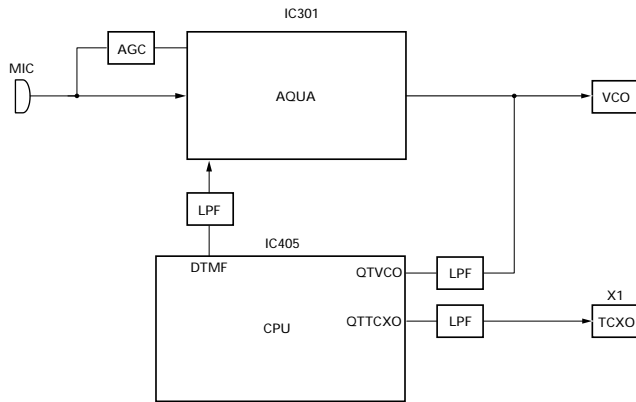 IC301
AGC
MIC
AQUA
VCO
LPF
IC405
DTMF
QTVCO
LPF
X1
QTTCXO
LPF
TCXO
CPU